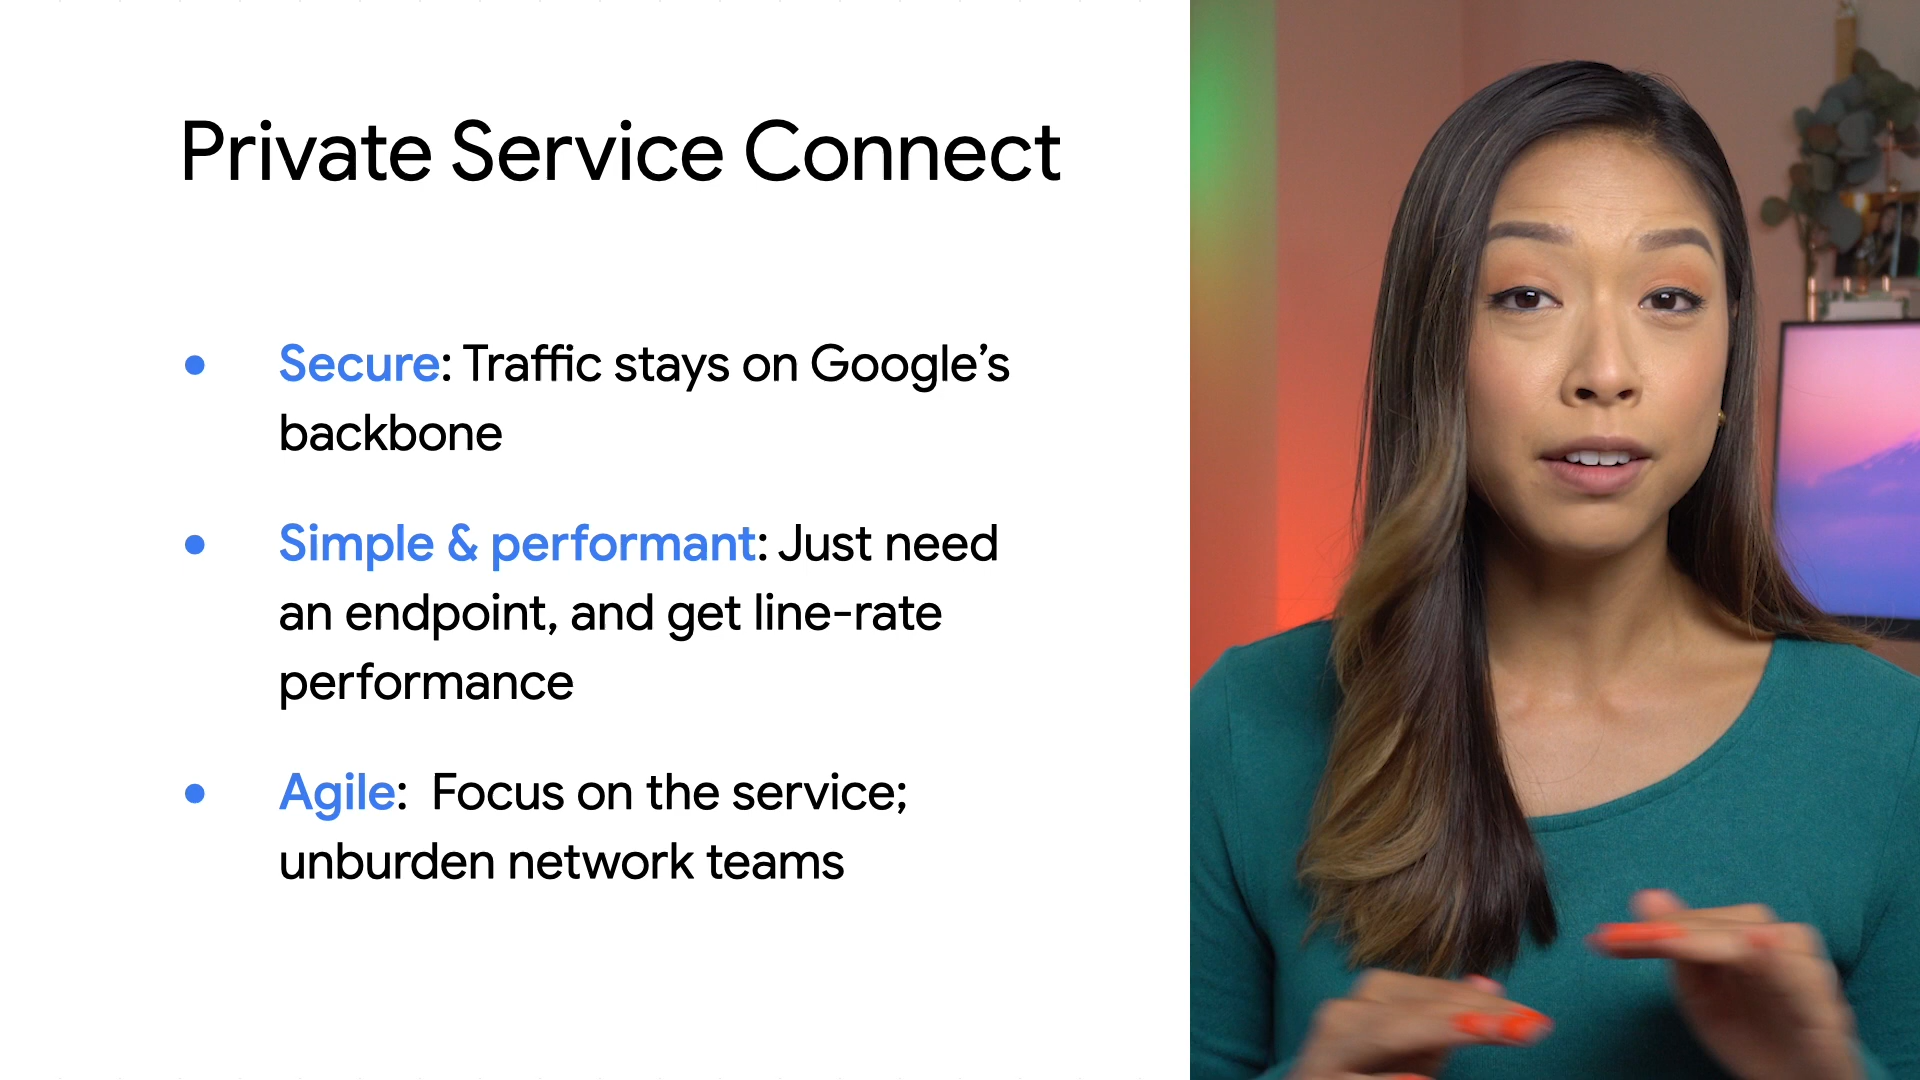 Private Service Connect
Secure: Traffic stays on Google’s
backbone
Simple & performant: Just need
an endpoint, and get line-rate
performance
Agile:  Focus on the service;
unburden network teams